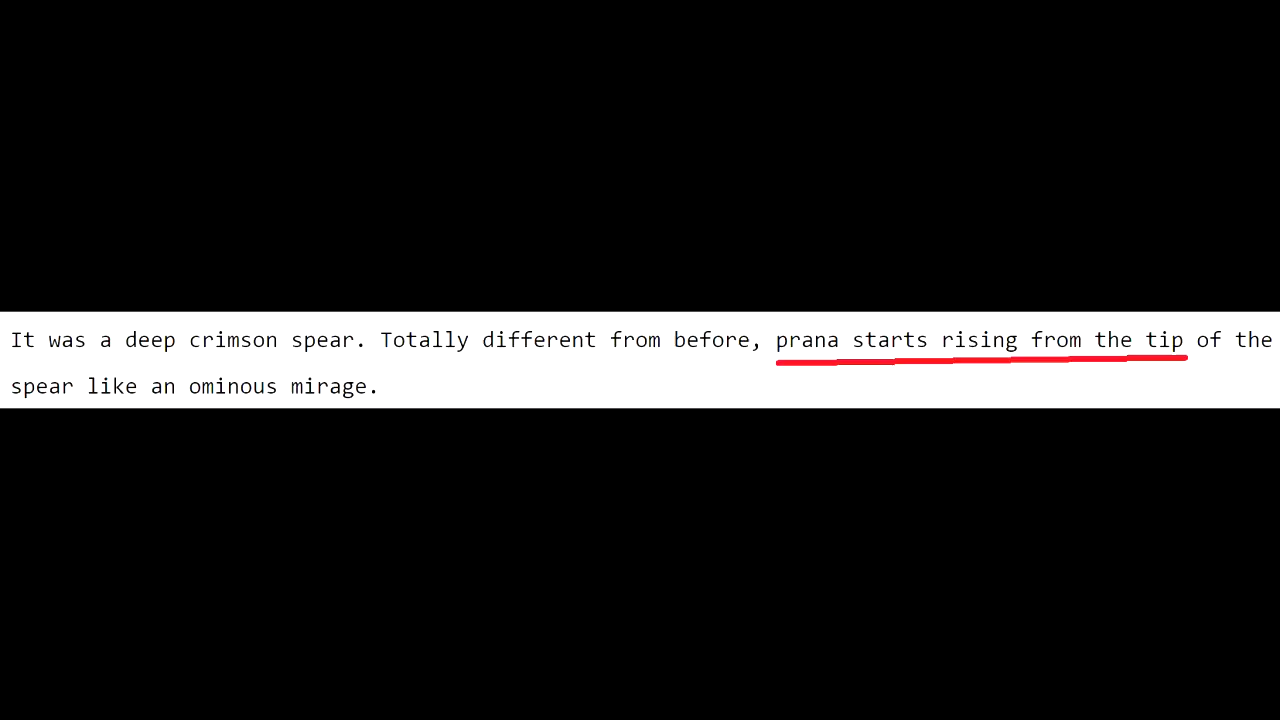 It was a deep crimson spear. Totally different from before, prana starts rising from the tip of the
spear like an ominous mirage.